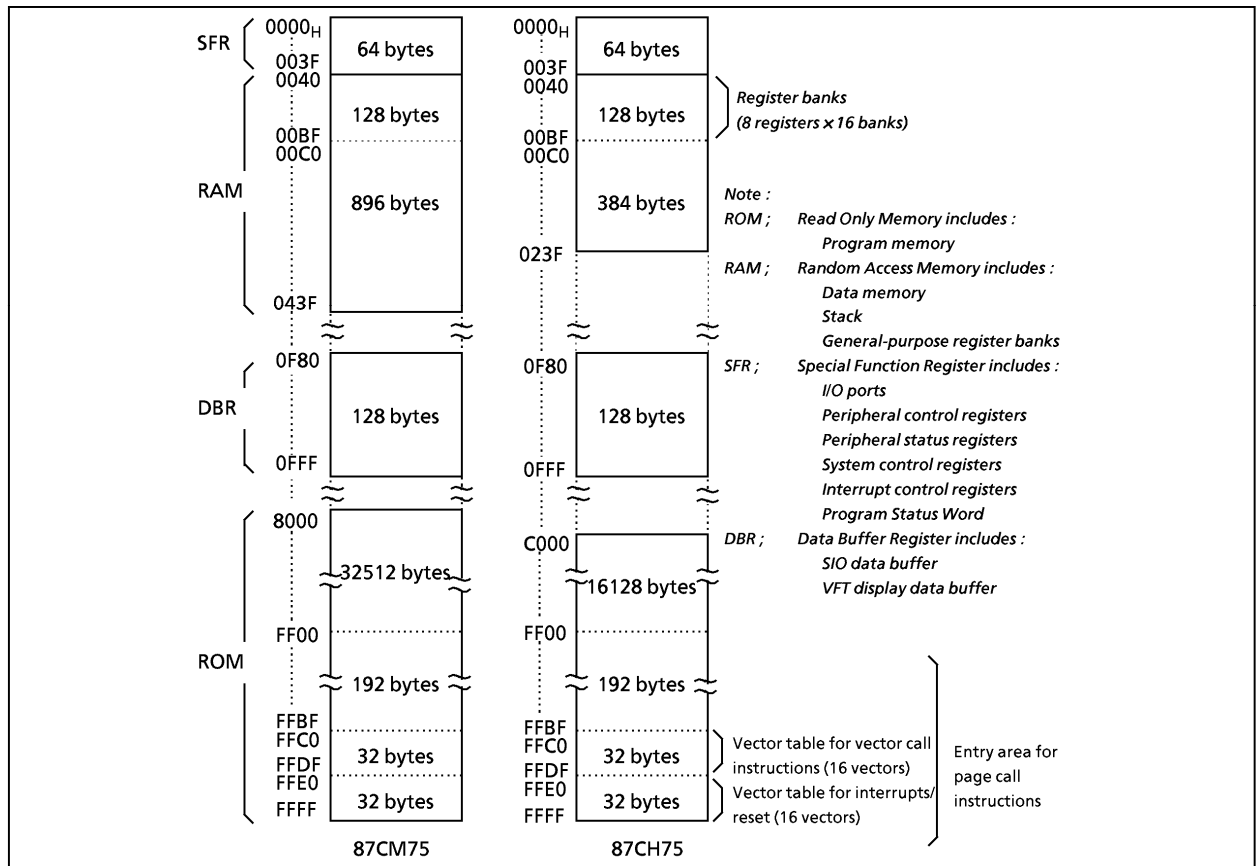 SFR
RAM
DBR
ROM
0000H
003F
0040
00BF
00C0
043F
0F80
0FFF
8000
FF00
FFBF
FFC0
FFDF
FFE0
FFFF
64 bytes
128 bytes
896 bytes
128 bytes
32512 bytes
192 bytes
32 bytes
32 bytes
87CM75
0000H
003F
0040
00BF
00C0
023F
0F80
0FFF
C000
FF00
FFBF
FFC0
FFDF
FFE0
FFFF
64 bytes
128 bytes
384 bytes
128 bytes
16128 bytes
192 bytes
32 bytes
32 bytes
87CH75
Register banks
(8 registers × 16 banks)
Note :
ROM ; Read Only Memory includes :
Program memory
RAM ; Random Access Memory includes :
Data memory
Stack
General-purpose register banks
SFR ; Special Function Register includes :
I/O ports
Peripheral control registers
Peripheral status registers
System control registers
Interrupt control registers
Program Status Word
DBR ; Data Buffer Register includes :
SIO data buffer
VFT display data buffer
Vector table for vector call
instructions (16 vectors)
Vector table for interrupts/
reset (16 vectors)
Entry area for
page call
instructions